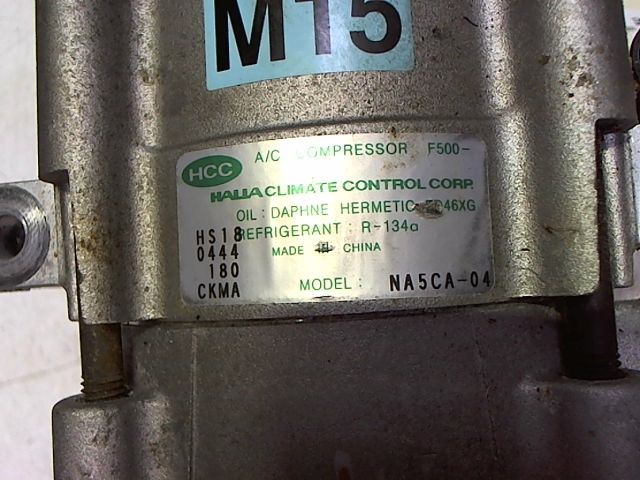 M15
HCC A/C COMPRESSOR F500-
HALLA CLIMATE CONTROL CORP.
OIL : DAPHNE HERMETIC
HS18 REFRIGERANT : R-134a
0444 MADE IN CHINA
180
CKMA MODEL : NA5CA-04